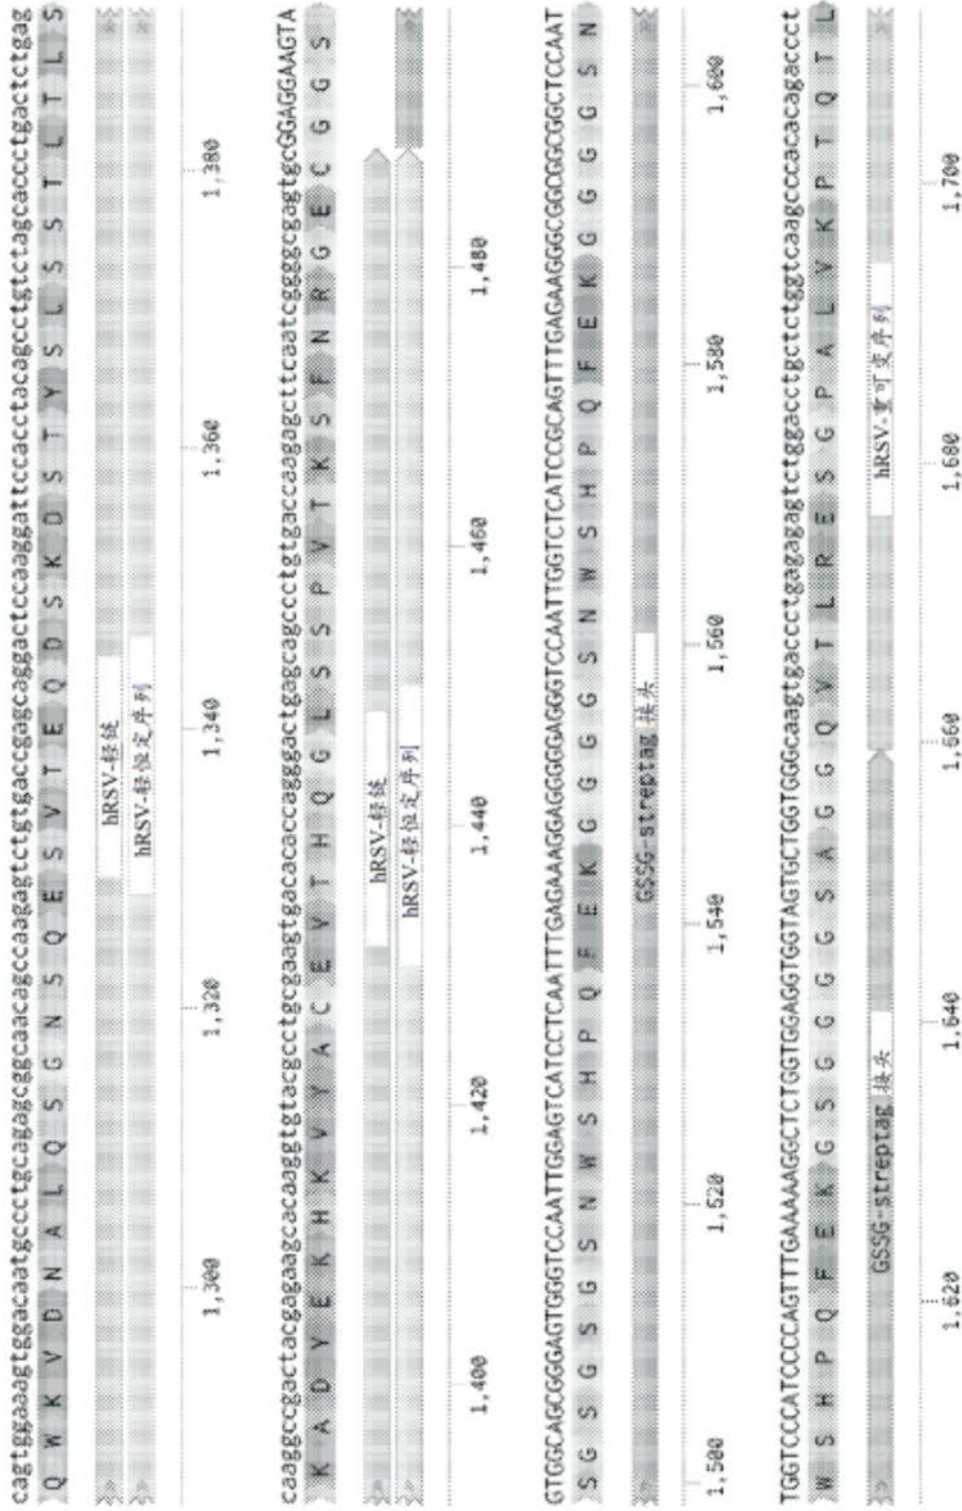 cagtggaaagtggacaatgccctgcagagcggcaacagccaagagtctgtgaccgagcaggactccaaggattccacctacagcctgtctagcaccctgactctgag
Q W K V D N A L Q S G N S Q E S V T E Q D S K D S T Y S L S S T L T L S
hRSV-轻链
hRSV-轻恒定序列
1,300 1,320 1,340 1,360 1,380
caaggccgactacgagaagcacaaggtgtacgcctgcgaagtgacacaccagggactgagcagccctgtgaccaagagcttcaatcggggcgagtgcGGAGGAAGTA
K A D Y E K H K V Y A C E V T H Q G L S S P V T K S F N R G E C G G S
hRSV-轻链
hRSV-轻恒定序列
1,400 1,420 1,440 1,460 1,480
GTGGCAGCGGGAGTGGGTCCAATTGGAGTCATCCTCAATTTGAGAAAGGAGGGGGAGGGTCCAATTGGTCTCATCCGCAGTTTGAGAAGGGCGGCGGCGGCTCCAAT
S G S G S G S N W S H P Q F E K G G G G S N W S H P Q F E K G G G G S N
GSSG-streptag 接头
1,500 1,520 1,540 1,560 1,580 1,600
TGGTCCCATCCCCAGTTTGAAAAAGGCTCTGGTGGAGGTGGTAGTGCTGGTGGGCaagtgaccctgagagagtctggacctgctctggtcaagcccacacagaccct
W S H P Q F E K G S G G G G S A G G Q V T L R E S G P A L V K P T Q T L
GSSG-streptag 接头 hRSV-重可变序列
1,620 1,640 1,660 1,680 1,700